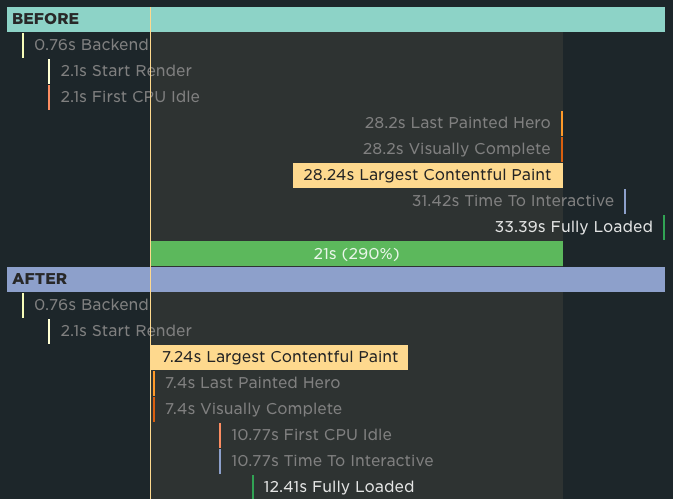 BEFORE
0.76s Backend
2.1s Start Render
2.1s First CPU Idle
28.2s Last Painted Hero
28.2s Visually Complete
28.24s Largest Contentful Paint
31.42s Time To Interactive
33.39s Fully Loaded
21s (290%)
AFTER
0.76s Backend
2.1s Start Render
7.24s Largest Contentful Paint
7.4s Last Painted Hero
7.4s Visually Complete
10.77s First CPU Idle
10.77s Time To Interactive
12.41s Fully Loaded